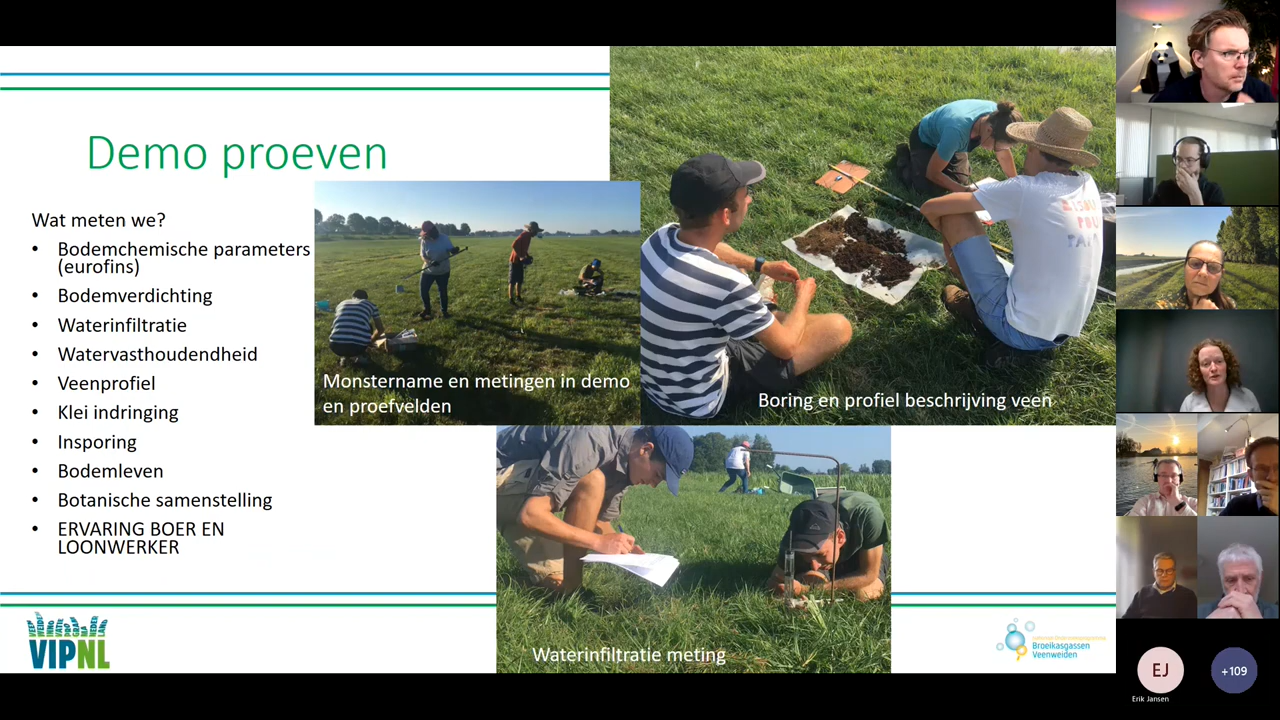 Demo proeven
Wat meten we?
• Bodemchemische parameters
(eurofins)
• Bodemverdichting
• Waterinfiltratie
• Watervasthoudendheid
• Veenprofiel
• Klei indringing
• Insporing
• Bodemleven
• Botanische samenstelling
• ERVARING BOER EN
LOONWERKER
Monstername en metingen in demo
en proefvelden
Boring en profiel beschrijving veen
Waterinfiltratie meting
VIPNL
Broeikasgassen
Veenweiden
EJ
+109
Erik Jansen